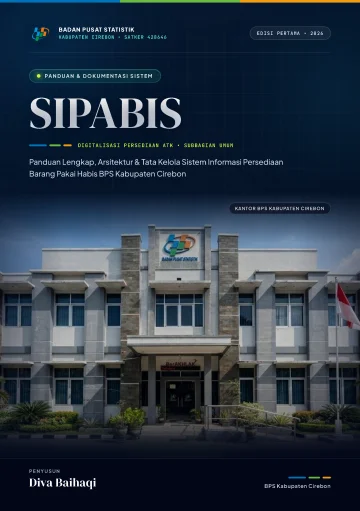 BADAN PUSAT STATISTIK
KABUPATEN CIREBON • SATKER 428646
EDISI PERTAMA • 2026
PANDUAN & DOKUMENTASI SISTEM
SIPABIS
DIGITALISASI PERSEDIAAN ATK • SUBBAGIAN UMUM
Panduan Lengkap, Arsitektur & Tata Kelola Sistem Informasi Persediaan
Barang Pakai Habis BPS Kabupaten Cirebon
KANTOR BPS KABUPATEN CIREBON
PENYUSUN
Diva Baihaqi
BPS Kabupaten Cirebon